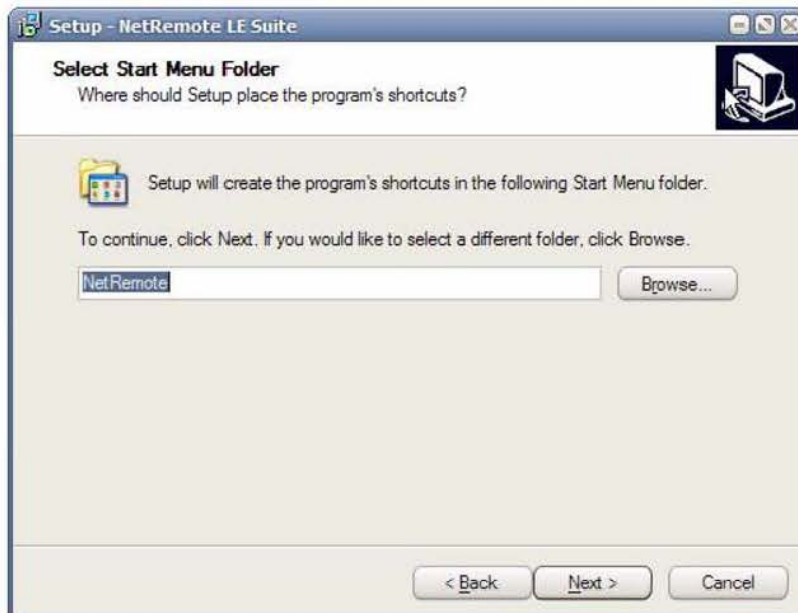 Setup - NetRemote LE Suite
Select Start Menu Folder
Where should Setup place the program's shortcuts?
Setup will create the program's shortcuts in the following Start Menu folder.
To continue, click Next. If you would like to select a different folder, click Browse.
NetRemote
Browse...
< Back
Next >
Cancel